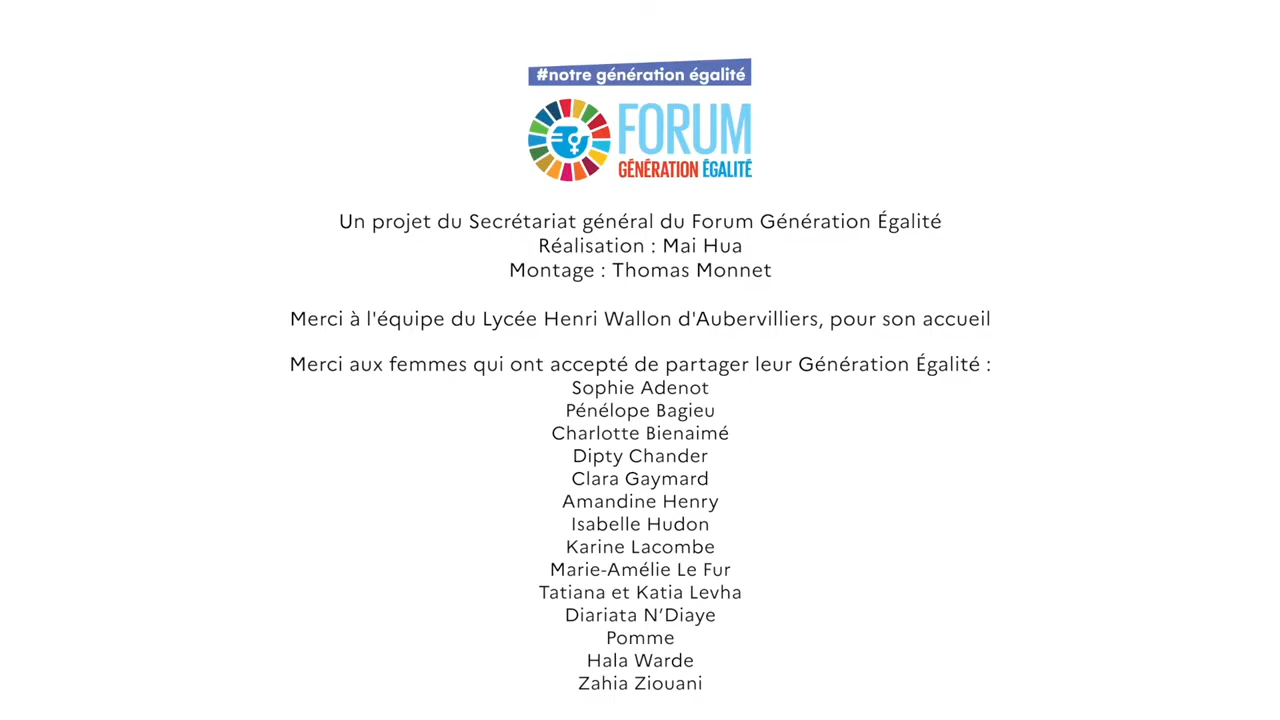 #notre génération égalité
FORUM
GÉNÉRATION ÉGALITÉ
Un projet du Secrétariat général du Forum Génération Égalité
Réalisation : Mai Hua
Montage : Thomas Monnet
Merci à l'équipe du Lycée Henri Wallon d'Aubervilliers, pour son accueil
Merci aux femmes qui ont accepté de partager leur Génération Égalité :
Sophie Adenot
Pénélope Bagieu
Charlotte Bienaimé
Dipty Chander
Clara Gaymard
Amandine Henry
Isabelle Hudon
Karine Lacombe
Marie-Amélie Le Fur
Tatiana et Katia Levha
Diariata N’Diaye
Pomme
Hala Warde
Zahia Ziouani